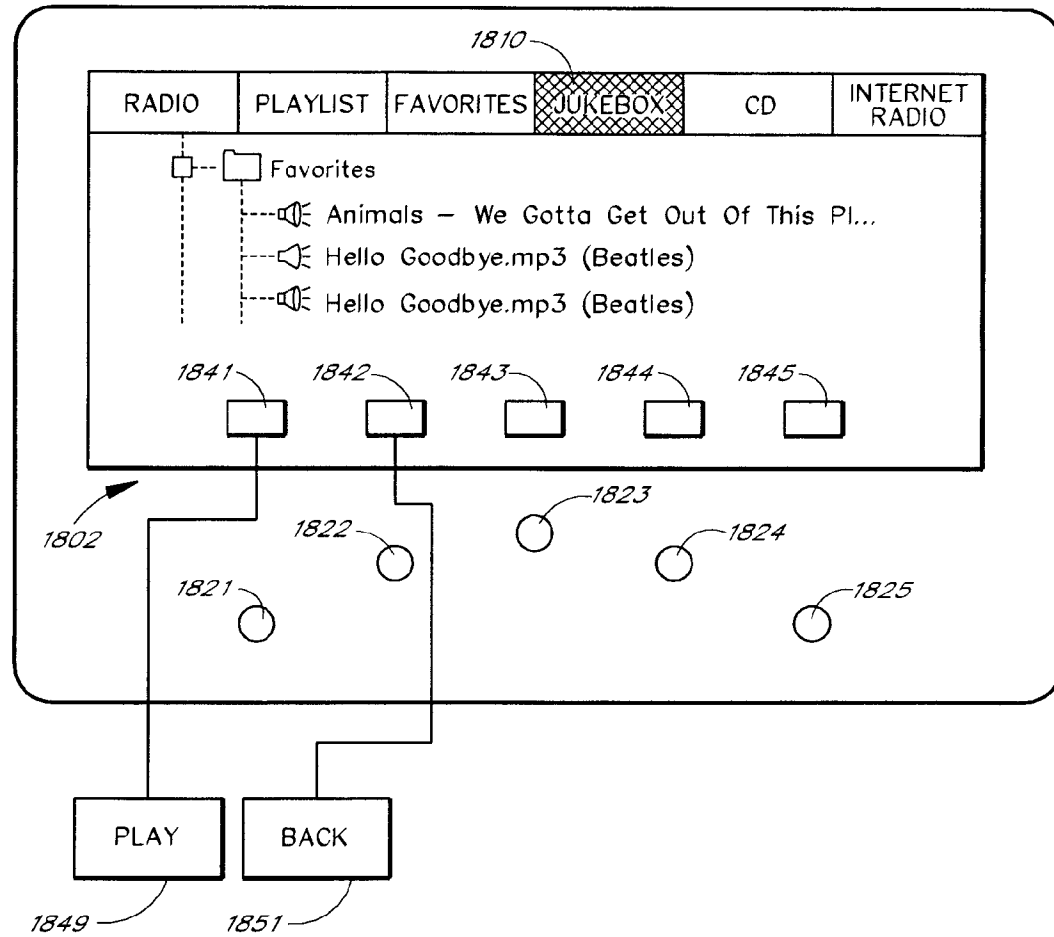 1810
RADIO PLAYLIST FAVORITES JUKEBOX CD INTERNET RADIO
Favorites
Animals – We Gotta Get Out Of This Pl...
Hello Goodbye.mp3 (Beatles)
Hello Goodbye.mp3 (Beatles)
1841 1842 1843 1844 1845
1802 1822 1823 1824
1821 1825
PLAY BACK
1849 1851